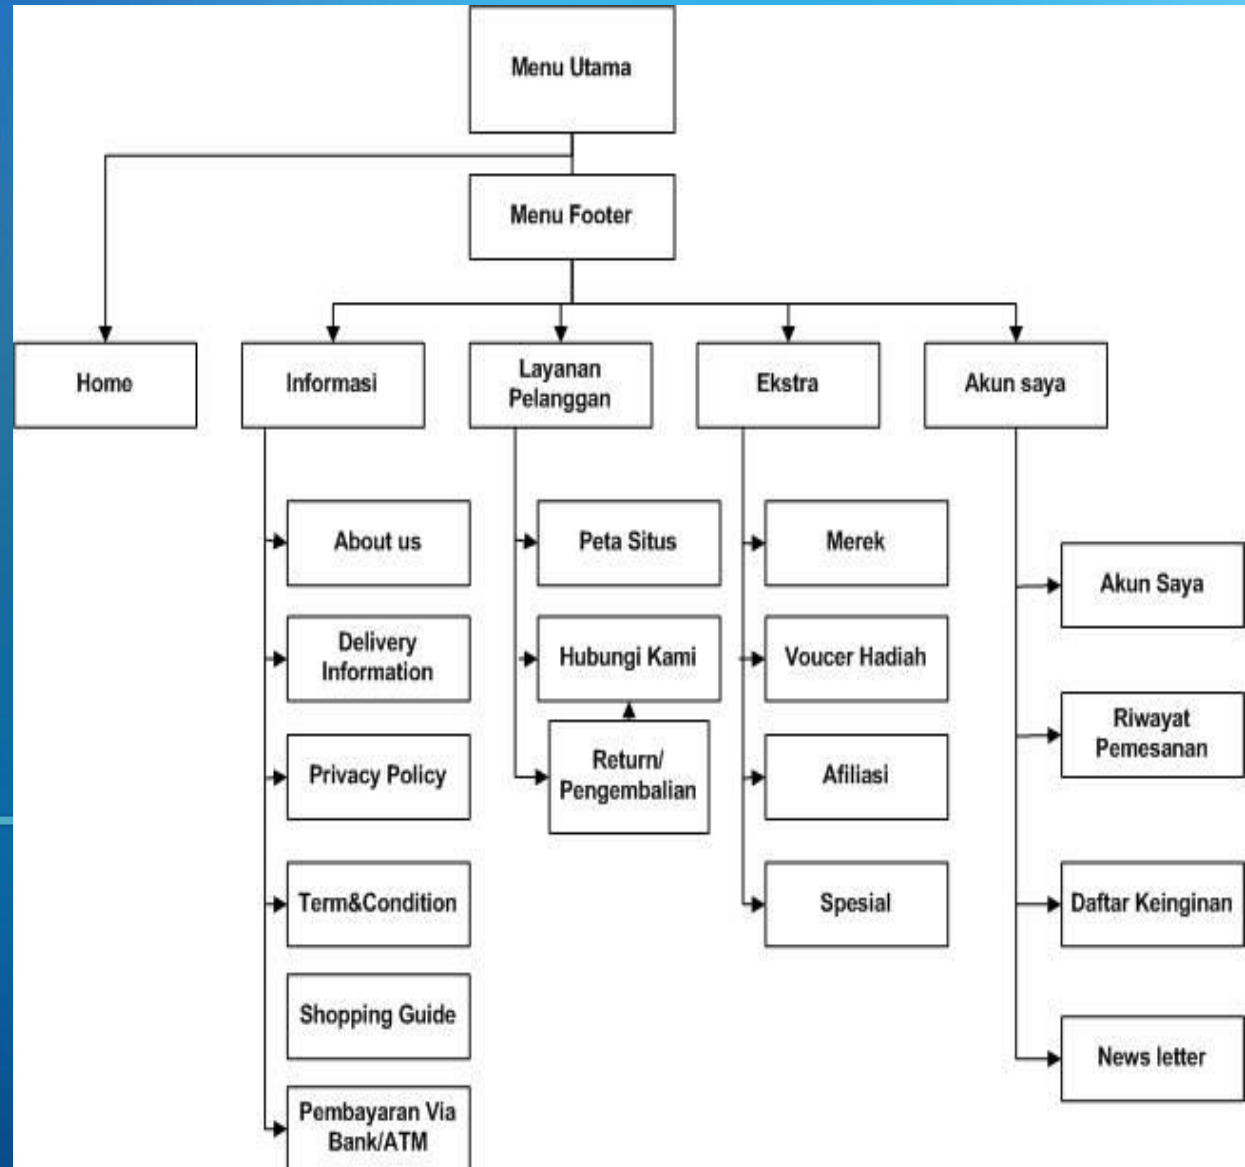 Menu Utama
Menu Footer
Home
Informasi
Layanan
Pelanggan
Ekstra
Akun saya
About us
Delivery
Information
Privacy Policy
Term&Condition
Shopping Guide
Pembayaran Via
Bank/ATM
Peta Situs
Hubungi Kami
Return/
Pengembalian
Merek
Voucer Hadiah
Afiliasi
Spesial
Akun Saya
Riwayat
Pemesanan
Daftar Keinginan
News letter